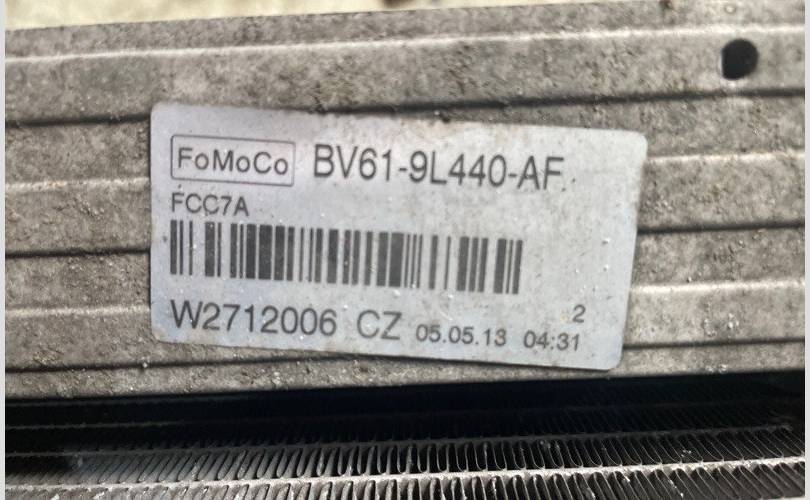 FoMoCo BV61-9L440-AF
FCC7A
2
W2712006 CZ 05.05.13 04:31